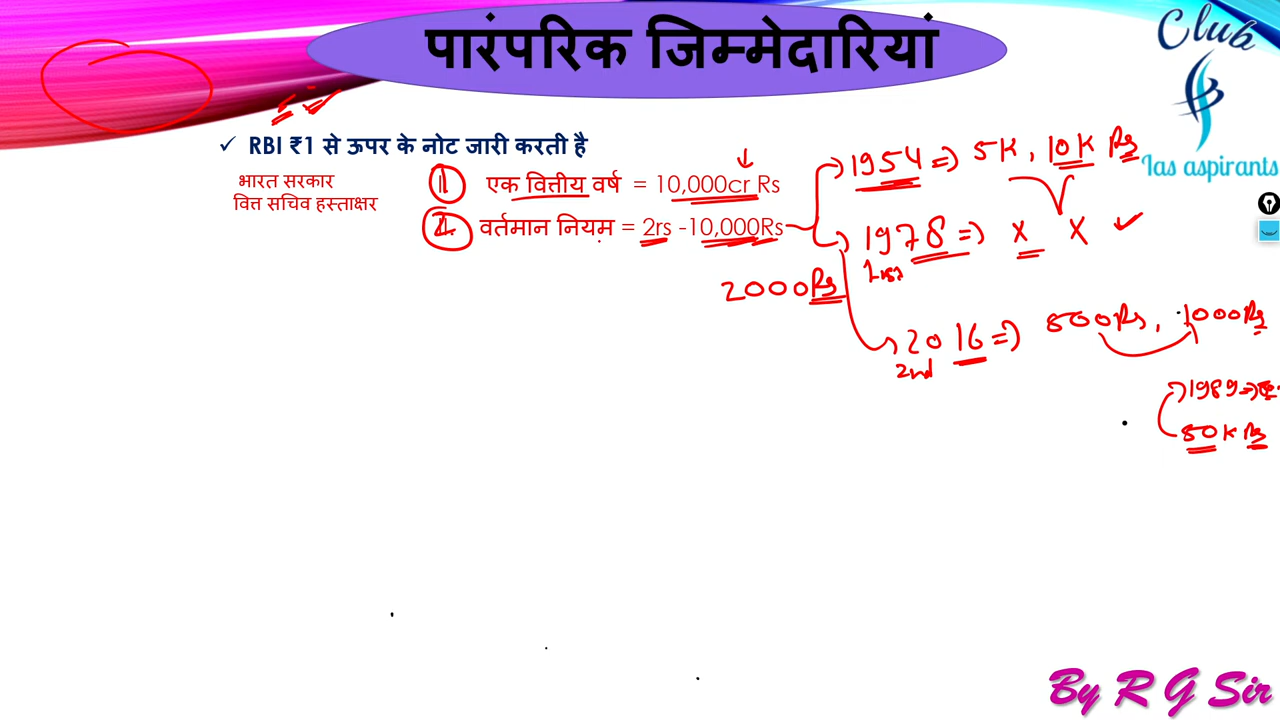 पारंपरिक जिम्मेदारियां
Club
Ias aspirants
✓ RBI ₹1 से ऊपर के नोट जारी करती है
भारत सरकार
वित्त सचिव हस्ताक्षर
1 एक वित्तीय वर्ष = 10,000cr Rs
2. वर्तमान नियम = 2rs -10,000Rs
1954 => 5K, 10K Rs
1978 => X X ✓
1st
2000Rs
2016 => 500Rs, 1000Rs
2nd
1989 =>
50K Rs
By R G Sir